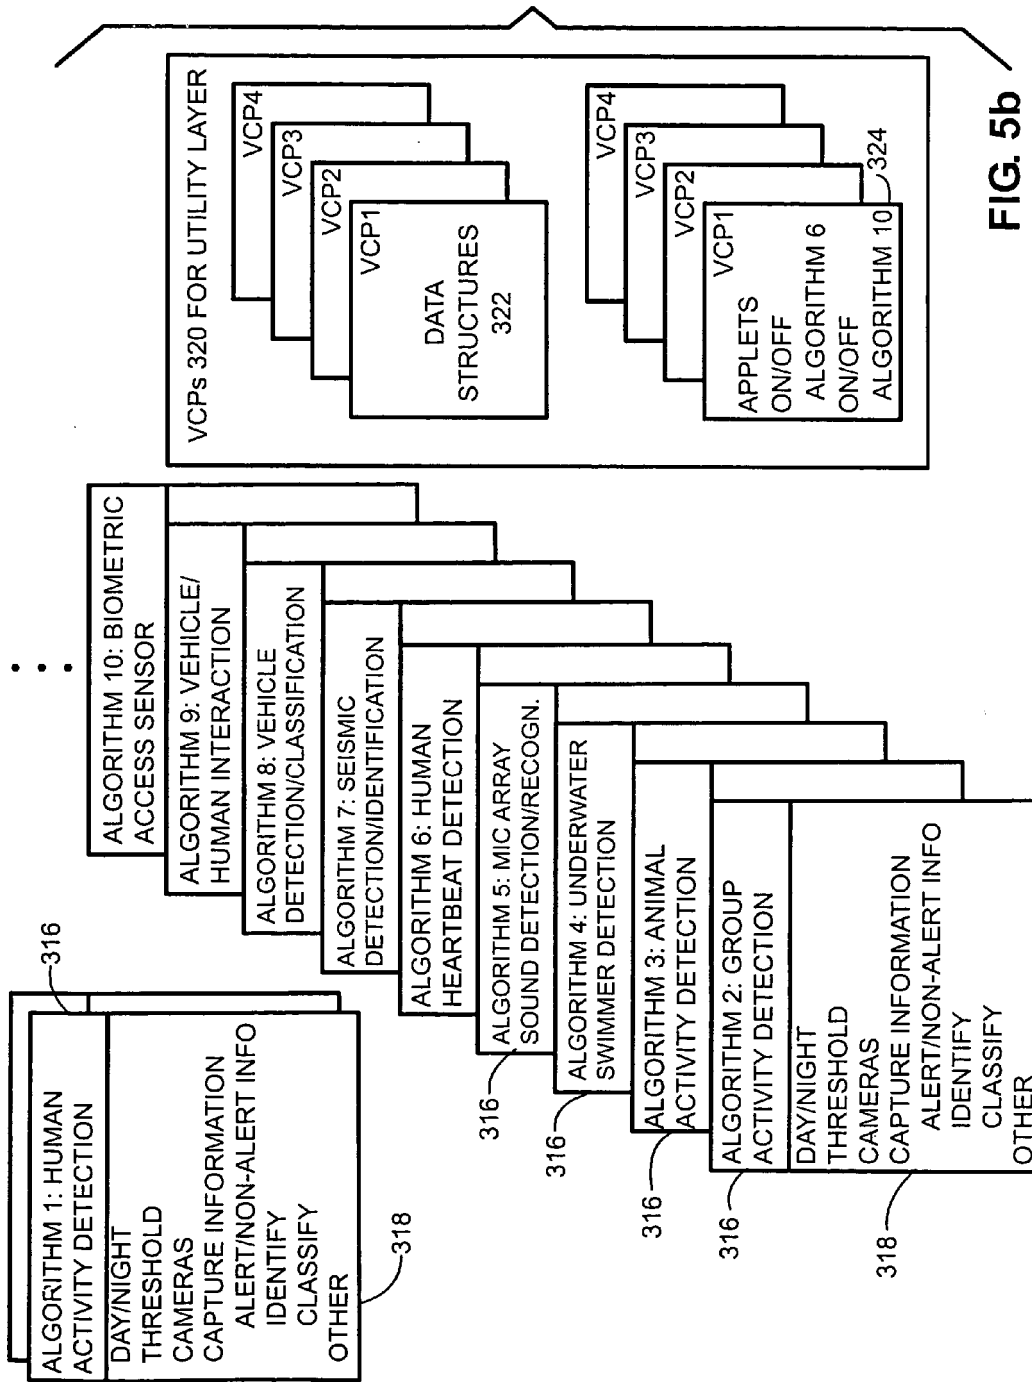 ALGORITHM 1: HUMAN
ACTIVITY DETECTION
DAY/NIGHT
THRESHOLD
CAMERAS
CAPTURE INFORMATION
ALERT/NON-ALERT INFO
IDENTIFY
CLASSIFY
OTHER
316
318
• • •
ALGORITHM 10: BIOMETRIC
ACCESS SENSOR
ALGORITHM 9: VEHICLE/
HUMAN INTERACTION
ALGORITHM 8: VEHICLE
DETECTION/CLASSIFICATION
ALGORITHM 7: SEISMIC
DETECTION/IDENTIFICATION
ALGORITHM 6: HUMAN
HEARTBEAT DETECTION
ALGORITHM 5: MIC ARRAY
SOUND DETECTION/RECOGN.
316
ALGORITHM 4: UNDERWATER
SWIMMER DETECTION
316
ALGORITHM 3: ANIMAL
ACTIVITY DETECTION
316
ALGORITHM 2: GROUP
ACTIVITY DETECTION
316
DAY/NIGHT
THRESHOLD
CAMERAS
CAPTURE INFORMATION
ALERT/NON-ALERT INFO
IDENTIFY
CLASSIFY
OTHER
318
VCPs 320 FOR UTILITY LAYER
VCP4
VCP3
VCP2
VCP1
DATA
STRUCTURES
322
VCP4
VCP3
VCP2
VCP1
APPLETS
ON/OFF
ALGORITHM 6
ON/OFF
ALGORITHM 10
324
FIG. 5b